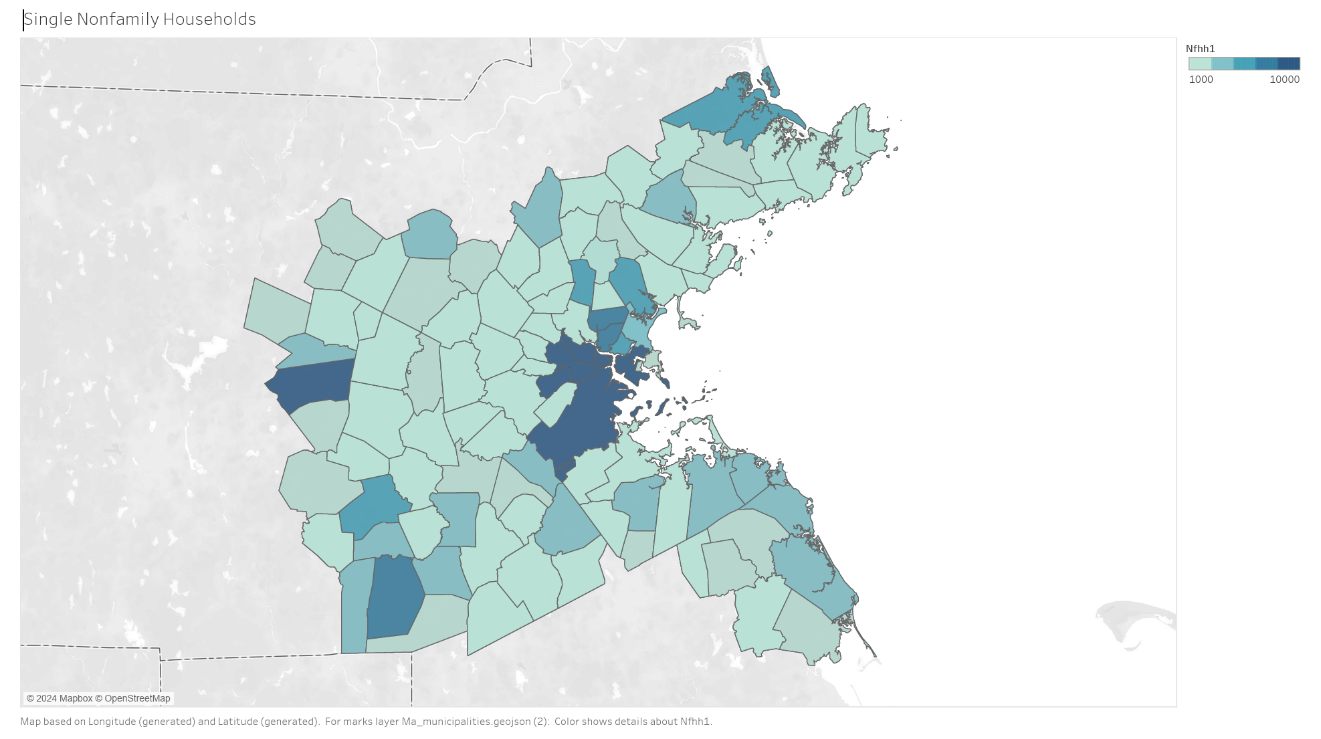 Single Nonfamily Households
Nfhh1
1000 10000
© 2024 Mapbox © OpenStreetMap
Map based on Longitude (generated) and Latitude (generated). For marks layer Ma_municipalities.geojson (2): Color shows details about Nfhh1.